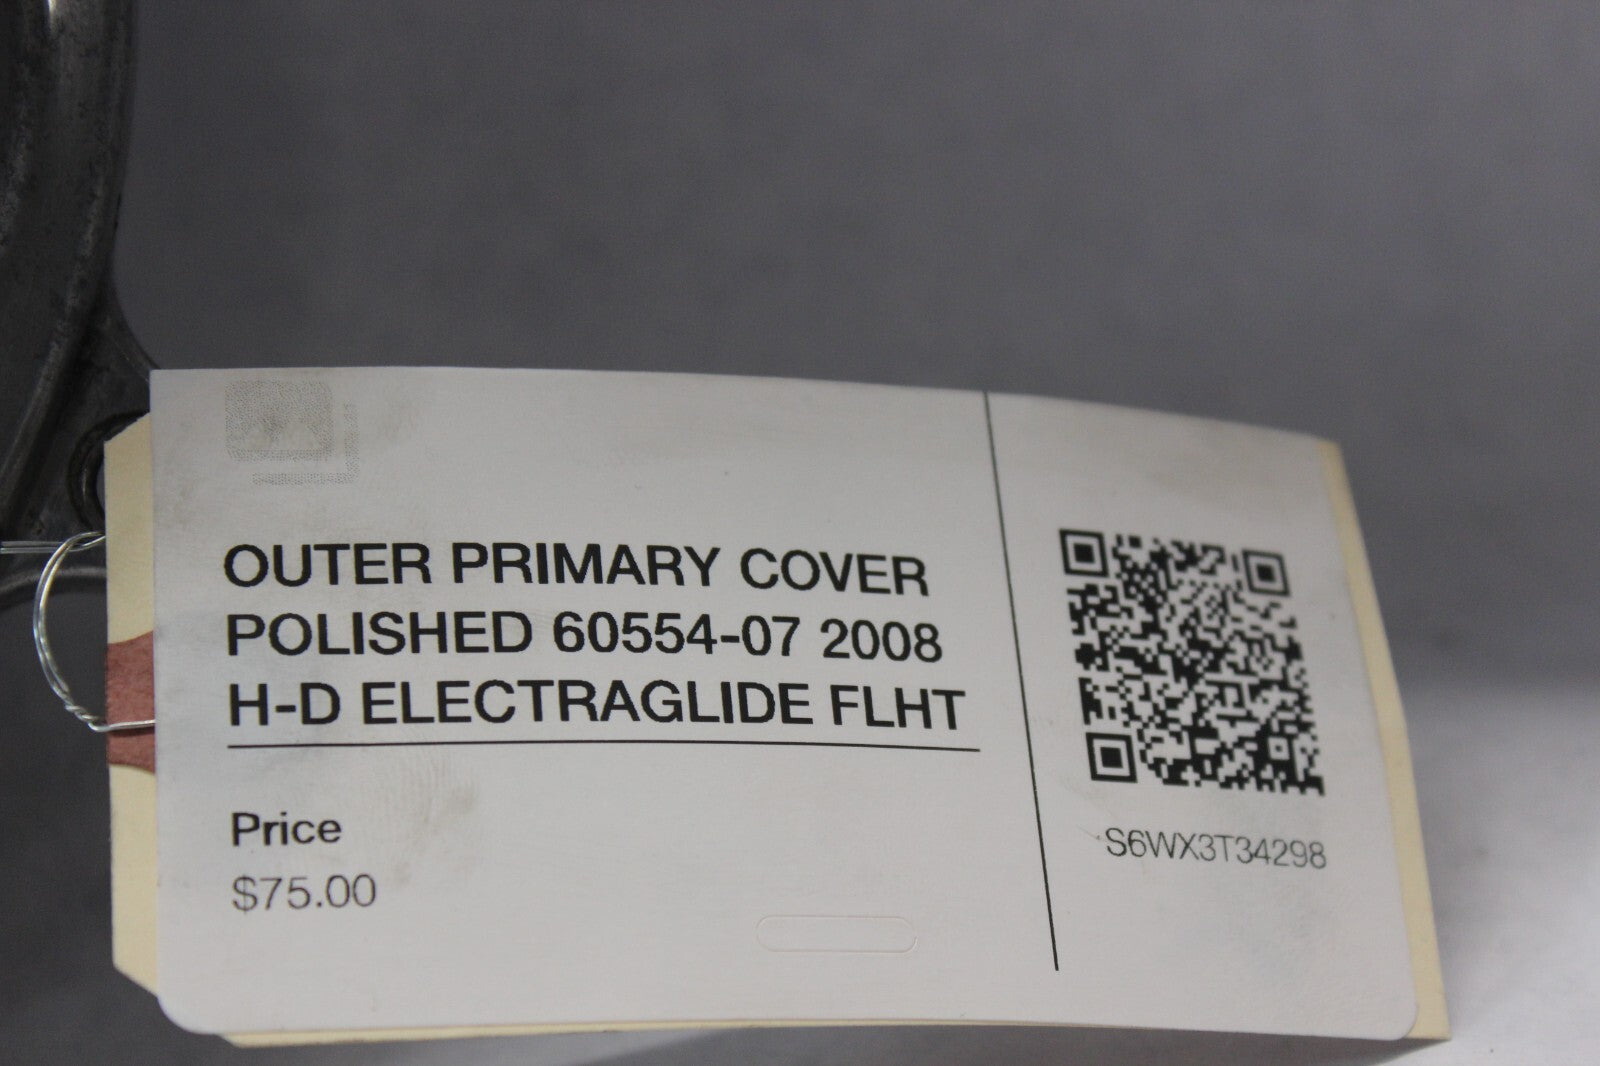 OUTER PRIMARY COVER
POLISHED 60554-07 2008
H-D ELECTRAGLIDE FLHT
Price
$75.00
S6WX3T34298